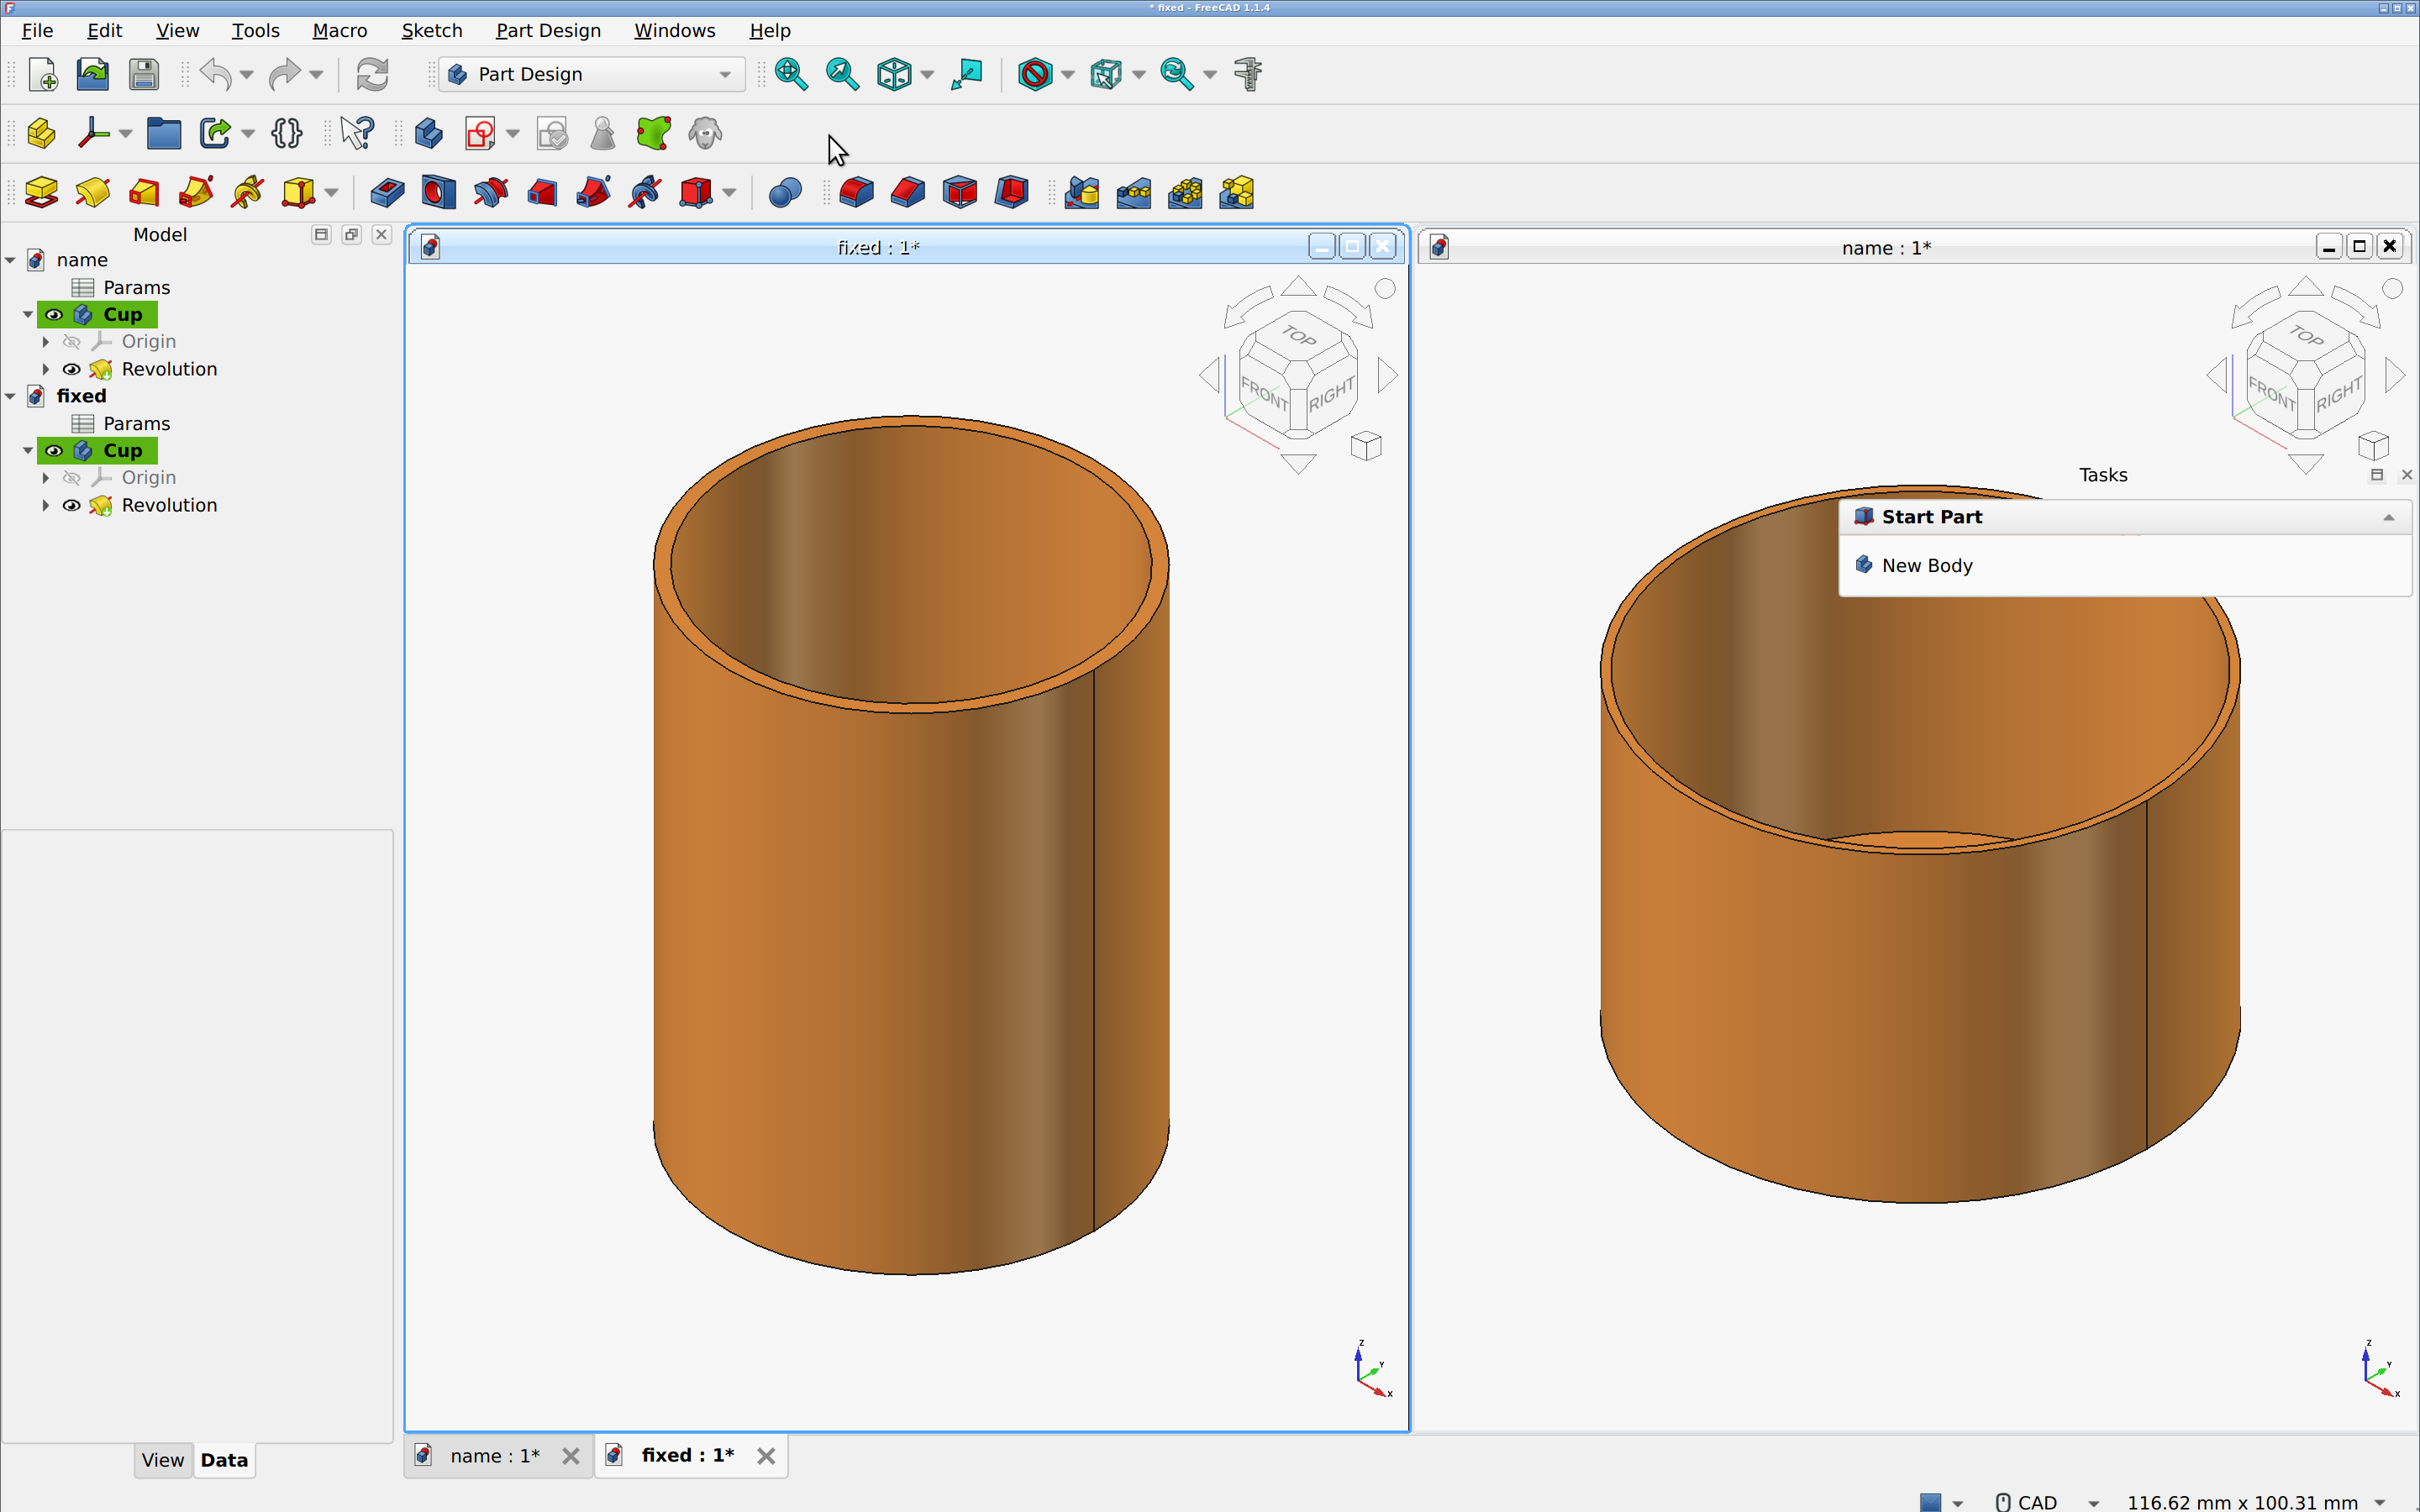 * fixed - FreeCAD 1.1.4
File Edit View Tools Macro Sketch Part Design Windows Help
Part Design
Model
name
Params
Cup
Origin
Revolution
fixed
Params
Cup
Origin
Revolution
View Data
fixed : 1*
TOP
FRONT RIGHT
Z
Y
X
name : 1*
TOP
FRONT RIGHT
Tasks
Start Part
New Body
Z
Y
X
name : 1* fixed : 1*
CAD 116.62 mm x 100.31 mm